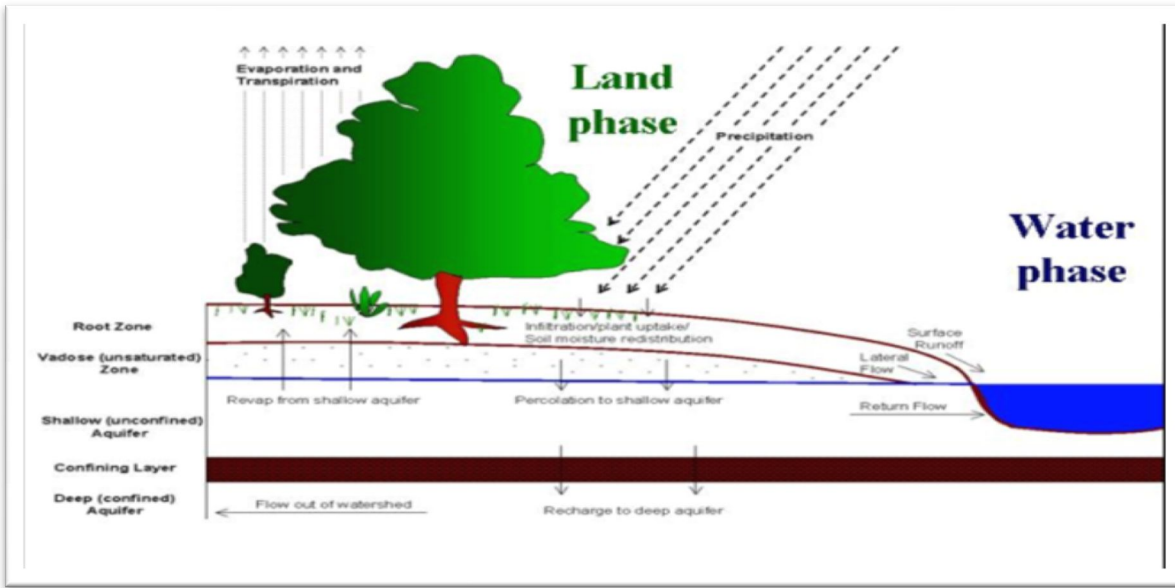 Evaporation and
Transpiration
Land
phase
Precipitation
Water
phase
Root Zone
Infiltration/plant uptake/
Soil moisture redistribution
Surface
Runoff
Vadose (unsaturated)
Zone
Lateral
Flow
Revap from shallow aquifer
Percolation to shallow aquifer
Return Flow
Shallow (unconfined)
Aquifer
Confining Layer
Deep (confined)
Aquifer
Flow out of watershed
Recharge to deep aquifer